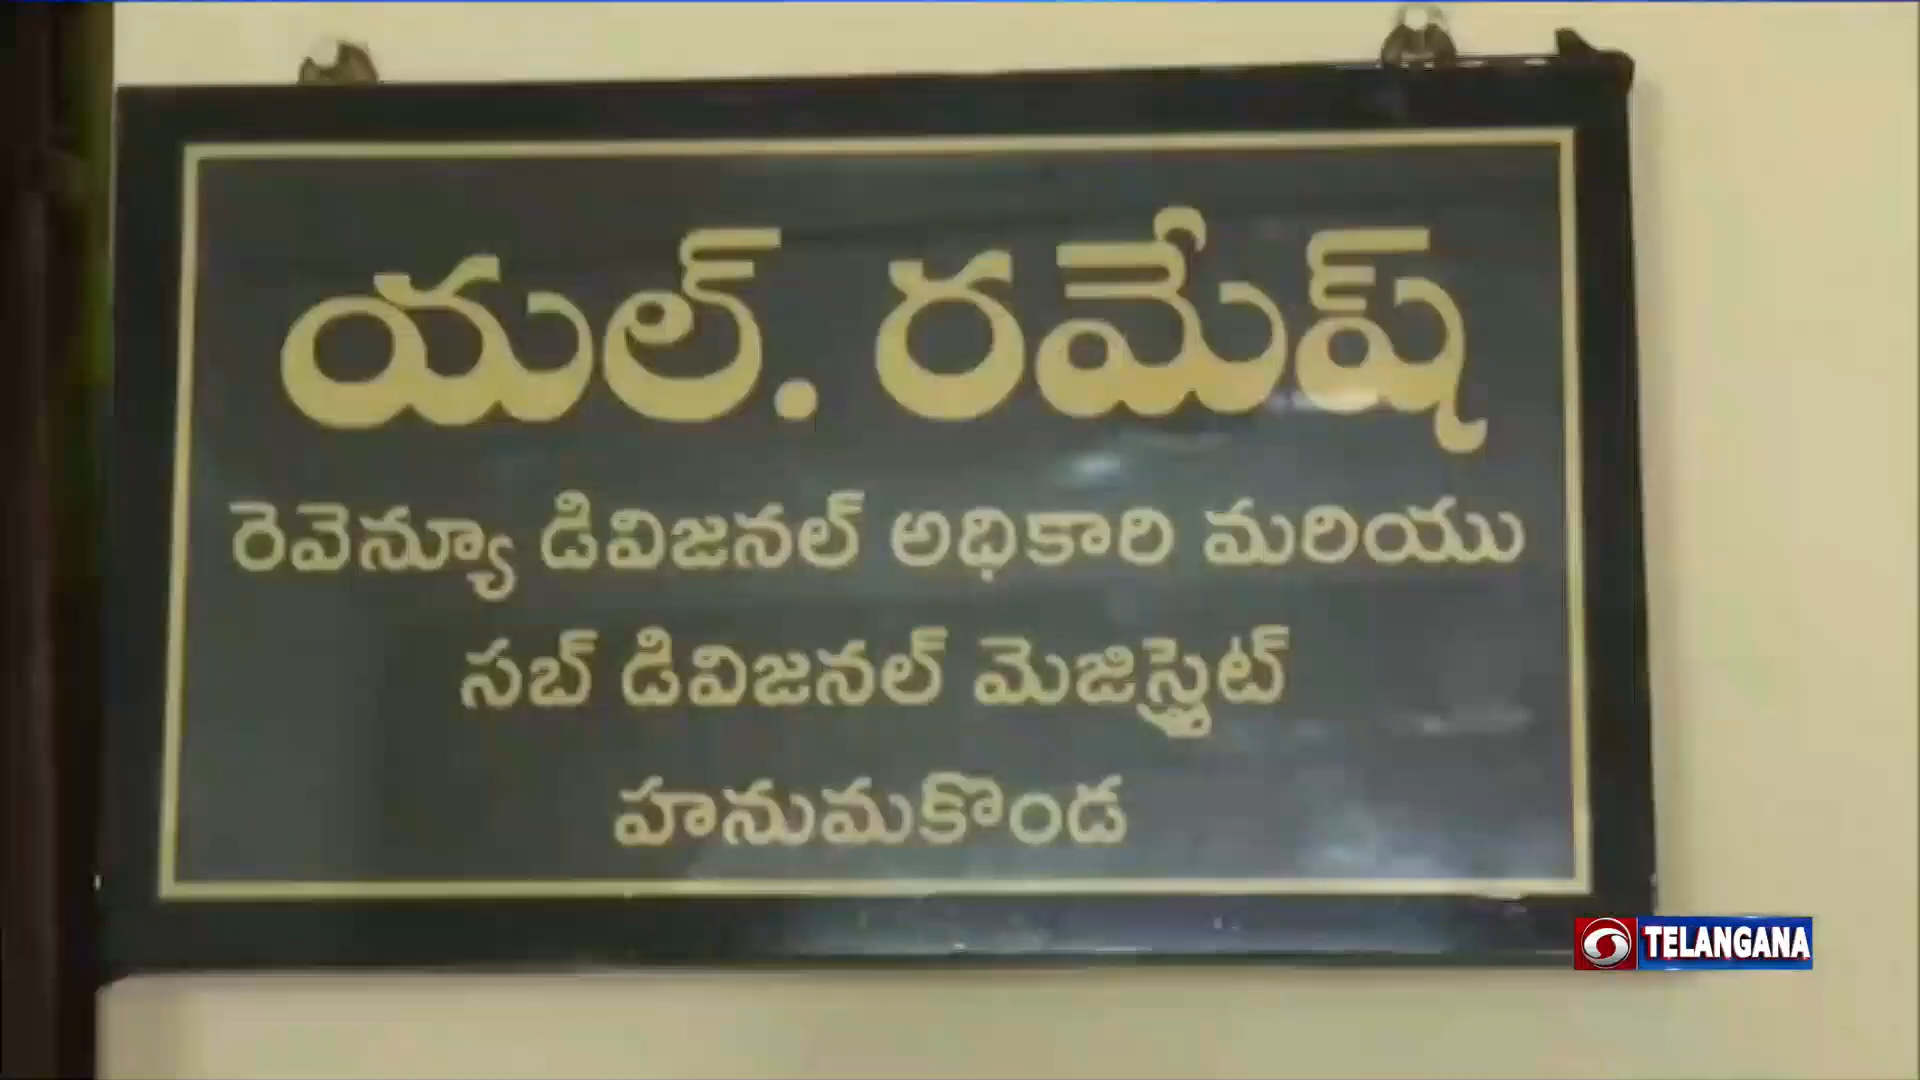 యల్. రమేష్
రెవెన్యూ డివిజనల్ అధికారి మరియు
సబ్ డివిజనల్ మెజిస్ట్రేట్
హనుమకొండ
TELANGANA